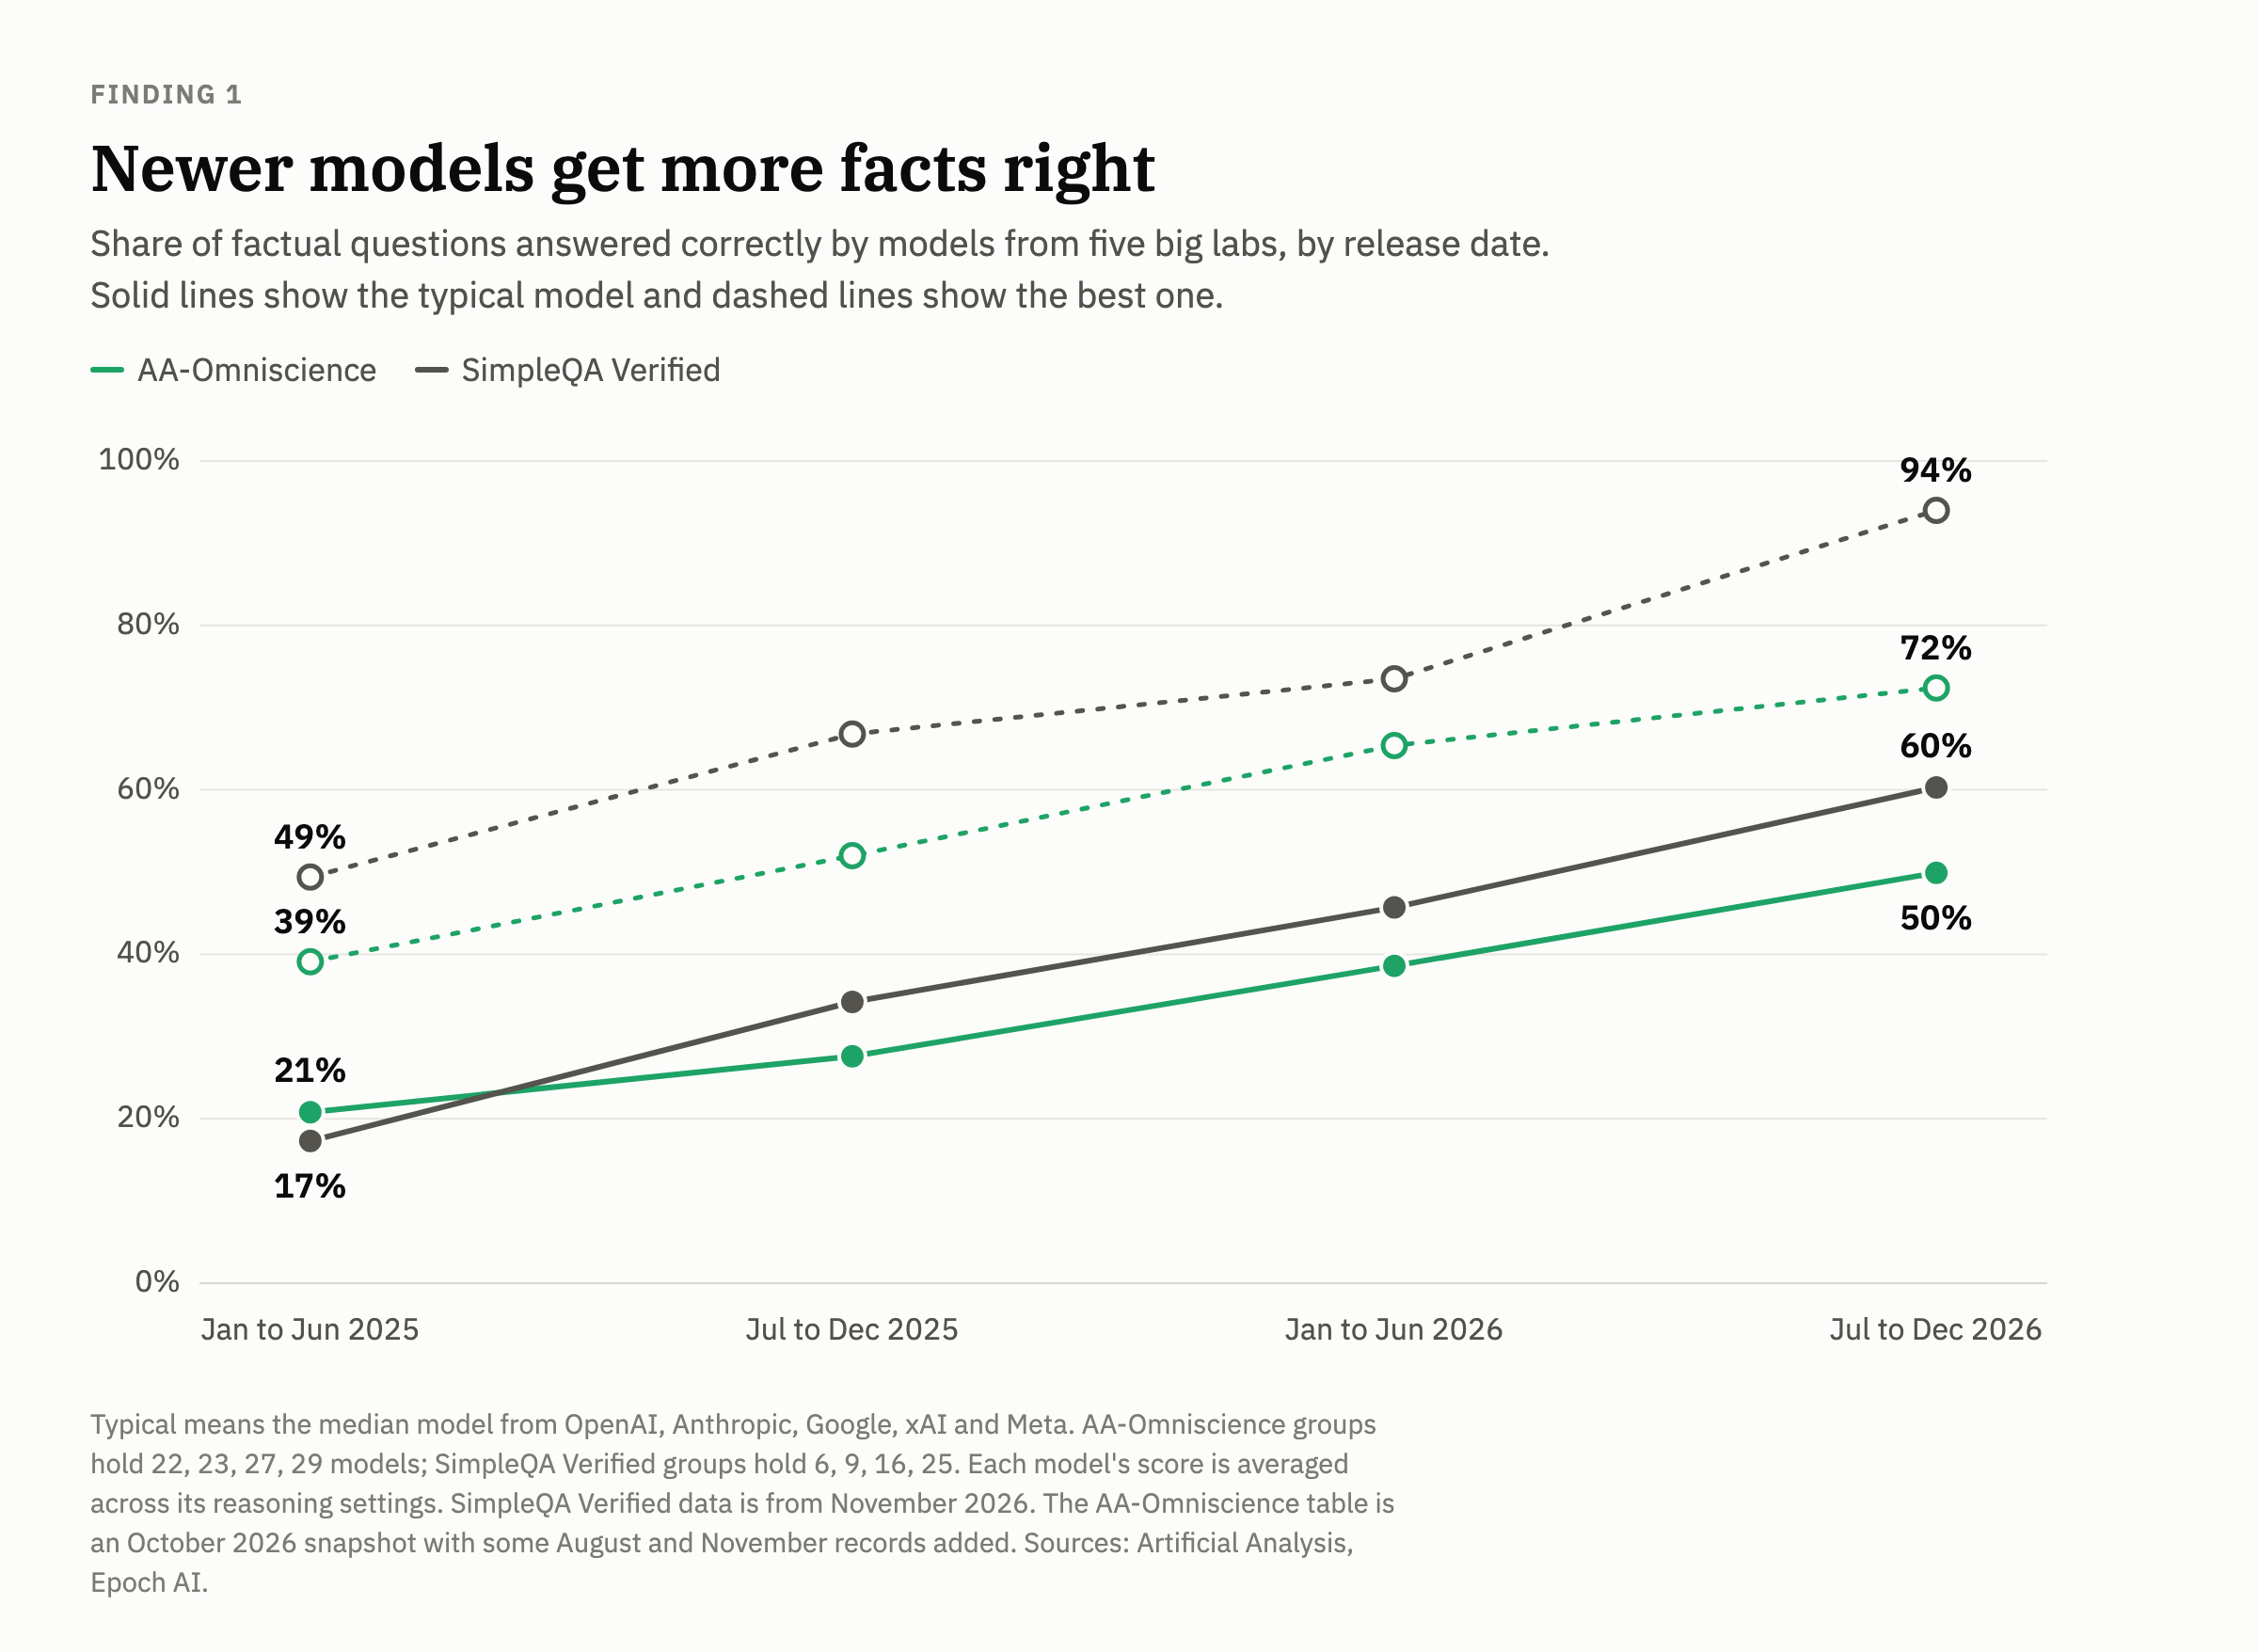 FINDING 1
Newer models get more facts right
Share of factual questions answered correctly by models from five big labs, by release date.
Solid lines show the typical model and dashed lines show the best one.
AA-Omniscience SimpleQA Verified
100%
94%
80%
72%
60%
60%
49%
50%
39%
40%
21%
20%
17%
0%
Jan to Jun 2025 Jul to Dec 2025 Jan to Jun 2026 Jul to Dec 2026
Typical means the median model from OpenAI, Anthropic, Google, xAI and Meta. AA-Omniscience groups
hold 22, 23, 27, 29 models; SimpleQA Verified groups hold 6, 9, 16, 25. Each model's score is averaged
across its reasoning settings. SimpleQA Verified data is from November 2026. The AA-Omniscience table is
an October 2026 snapshot with some August and November records added. Sources: Artificial Analysis,
Epoch AI.